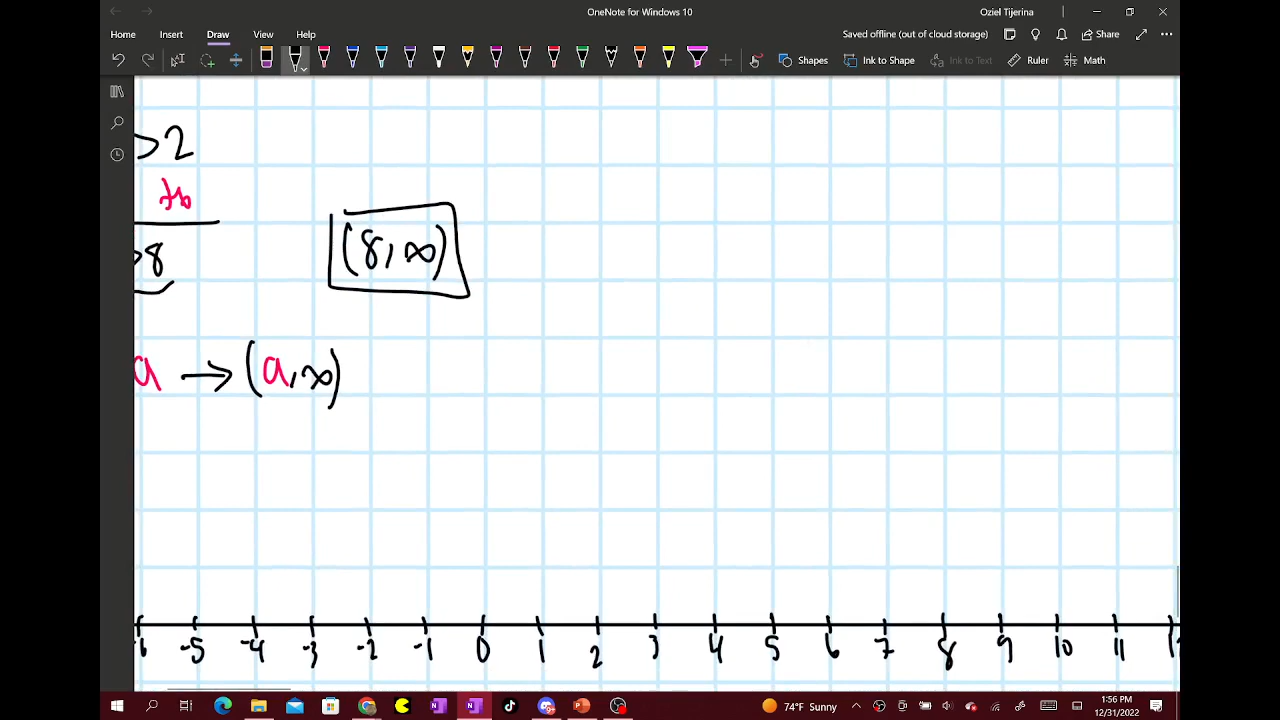 OneNote for Windows 10
Oziel Tijerina
Home Insert Draw View Help
Saved offline (out of cloud storage)
Share
Shapes Ink to Shape Ink to Text Ruler Math
>2
+6
>8
(8, ∞)
a → (a, ∞)
-5 -4 -3 -2 -1 0 1 2 3 4 5 6 7 8 9 10 11
74°F Sunny
1:56 PM
12/31/2022